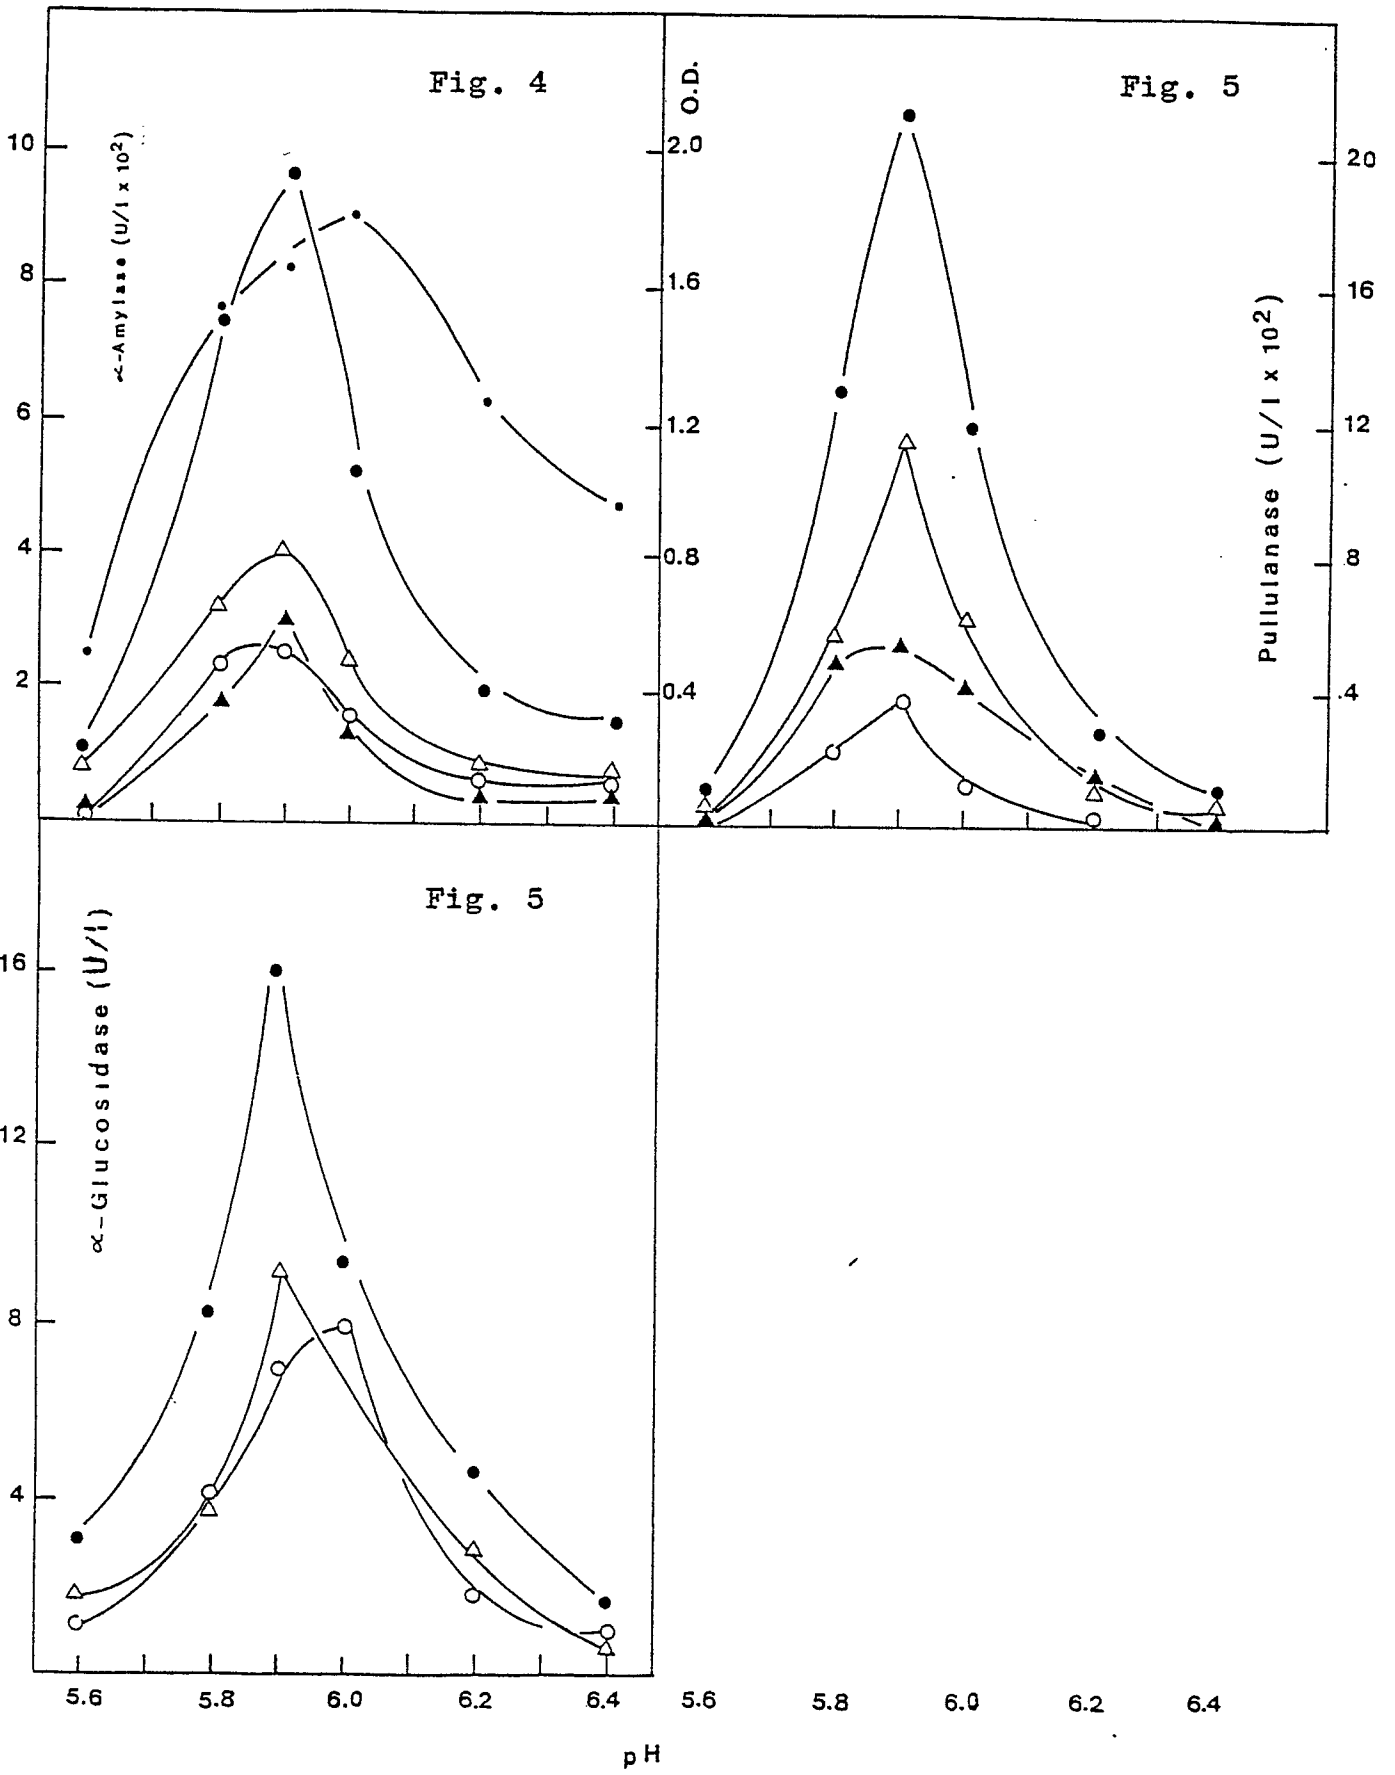 Fig. 4
α-Amylase (U/l x 10²)
10
8
6
4
2
O.D.
2.0
1.6
1.2
0.8
0.4
Fig. 5
Pullulanase (U/l x 10²)
20
16
12
8
4
Fig. 5
α-Glucosidase (U/l)
16
12
8
4
5.6 5.8 6.0 6.2 6.4 5.6 5.8 6.0 6.2 6.4
pH